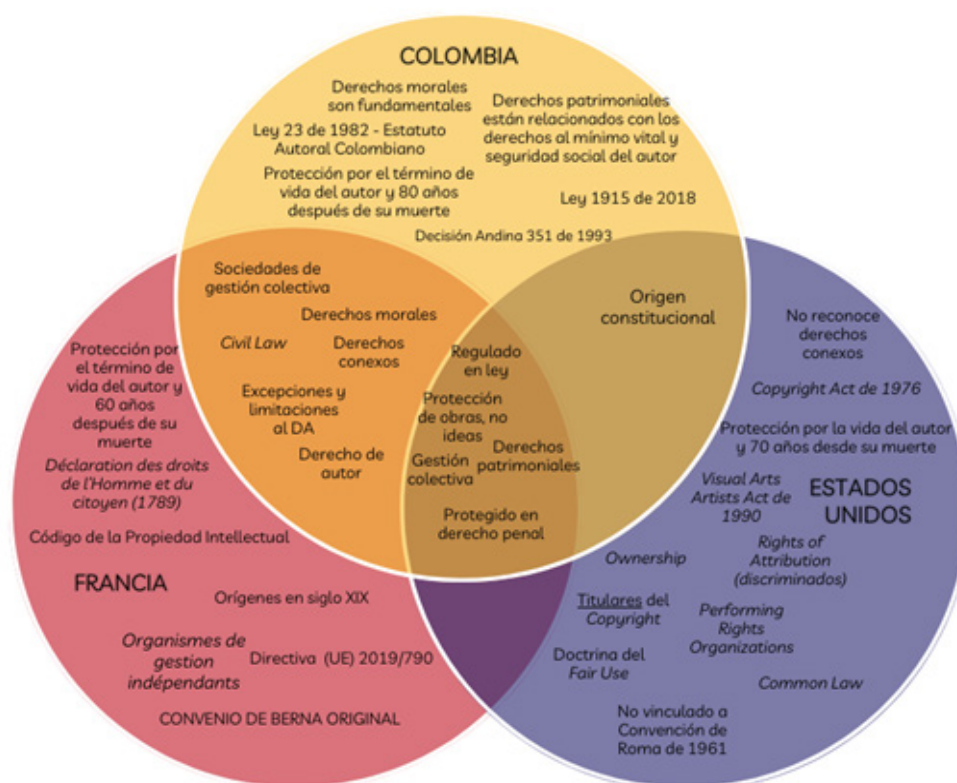 COLOMBIA
Derechos morales
son fundamentales
Derechos patrimoniales
están relacionados con los
derechos al mínimo vital y
seguridad social del autor
Ley 23 de 1982 - Estatuto
Autoral Colombiano
Protección por el término de
vida del autor y 80 años
después de su muerte
Ley 1915 de 2018
Decisión Andina 351 de 1993
Sociedades de
gestión colectiva
Derechos morales
Civil Law
Derechos
conexos
Excepciones y
limitaciones
al DA
Derecho de
autor
Regulado
en ley
Protección
de obras, no
ideas
Derechos
patrimoniales
Gestión
colectiva
Protegido en
derecho penal
Origen
constitucional
Protección por
el término de
vida del autor y
60 años
después de su
muerte
Déclaration des droits
de l'Homme et du
citoyen (1789)
Código de la Propiedad Intelectual
FRANCIA
Orígenes en siglo XIX
Organismes de
gestion
indépendants
Directiva (UE) 2019/790
CONVENIO DE BERNA ORIGINAL
No reconoce
derechos
conexos
Copyright Act de 1976
Protección por la vida del autor
y 70 años desde su muerte
Visual Arts
Artists Act de
1990
ESTADOS
UNIDOS
Ownership
Rights of
Attribution
(discriminados)
Titulares del
Copyright
Performing
Rights
Organizations
Doctrina del
Fair Use
Common Law
No vinculado a
Convención de
Roma de 1961